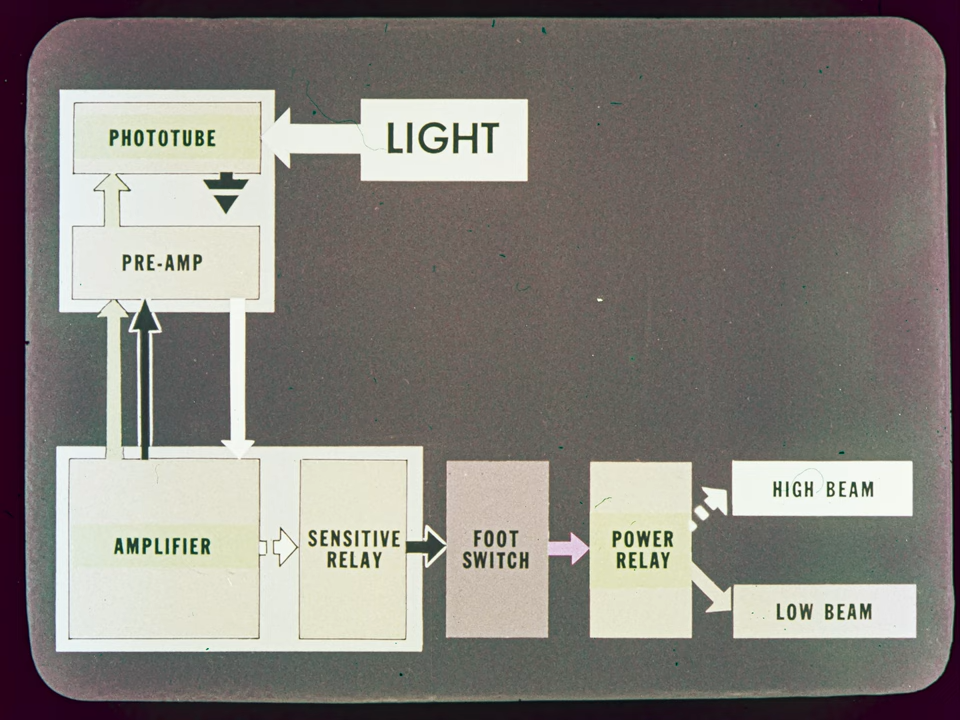 PHOTOTUBE
LIGHT
PRE-AMP
AMPLIFIER
SENSITIVE
RELAY
FOOT
SWITCH
POWER
RELAY
HIGH BEAM
LOW BEAM